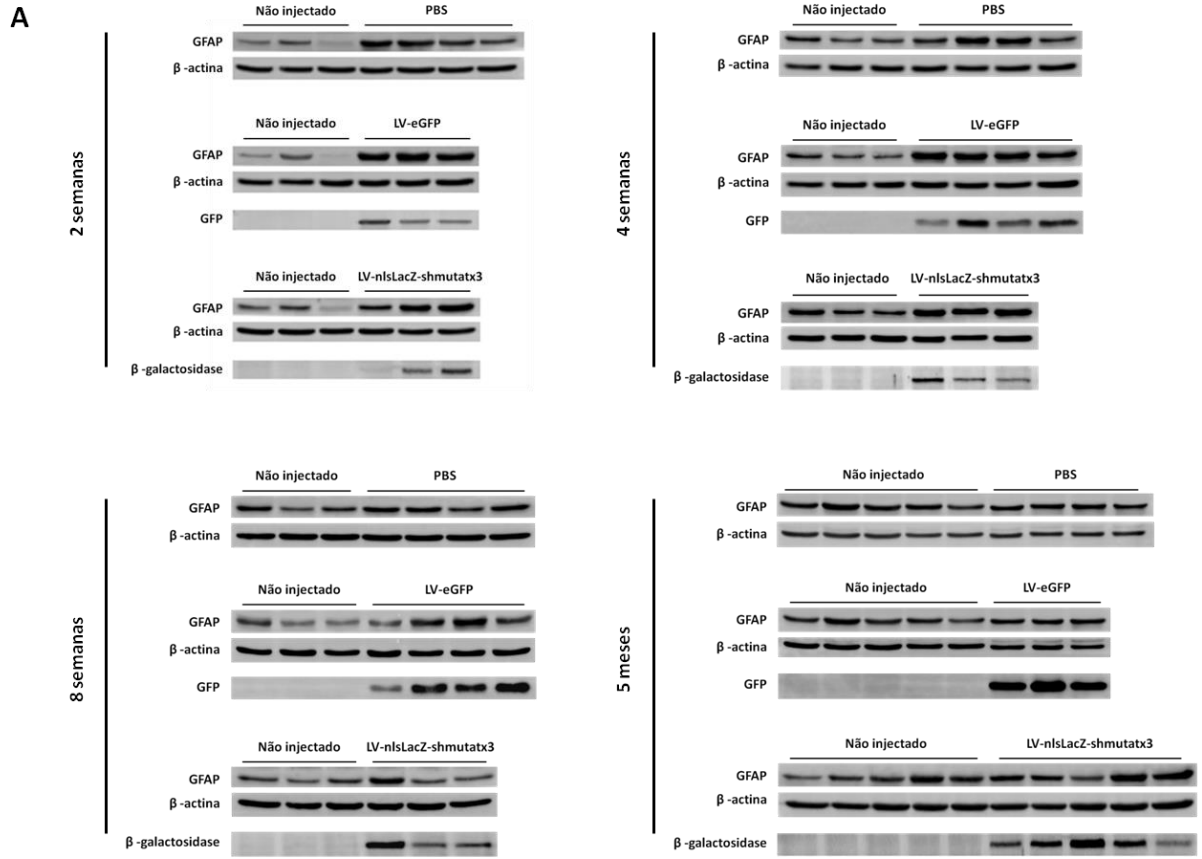 A
2 semanas
Não injectado PBS
GFAP
β -actina
Não injectado LV-eGFP
GFAP
β -actina
GFP
Não injectado LV-nlsLacZ-shmutatx3
GFAP
β -actina
β -galactosidase
4 semanas
Não injectado PBS
GFAP
β -actina
Não injectado LV-eGFP
GFAP
β -actina
GFP
Não injectado LV-nlsLacZ-shmutatx3
GFAP
β -actina
β -galactosidase
8 semanas
Não injectado PBS
GFAP
β -actina
Não injectado LV-eGFP
GFAP
β -actina
GFP
Não injectado LV-nlsLacZ-shmutatx3
GFAP
β -actina
β -galactosidase
5 meses
Não injectado PBS
GFAP
β -actina
Não injectado LV-eGFP
GFAP
β -actina
GFP
Não injectado LV-nlsLacZ-shmutatx3
GFAP
β -actina
β -galactosidase